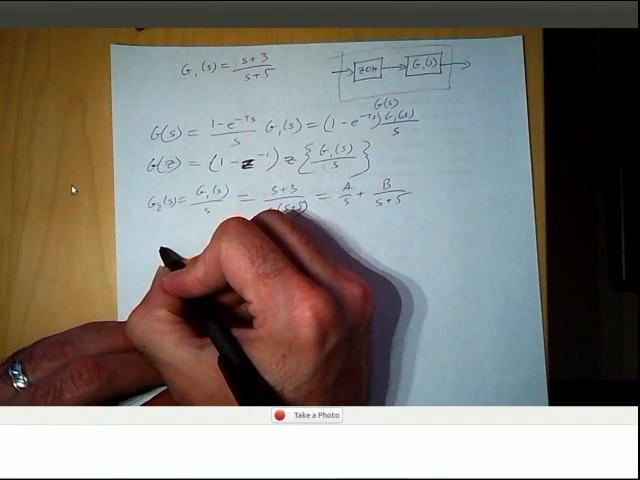 G₁(s) = s+3 / s+5
ZOH G₁(s)
G(s)
G(s) = 1-e^-Ts / s G₁(s) = (1-e^-Ts) G₁(s) / s
G(z) = (1-z^-1) z { G₁(s) / s }
G₂(s) = G₁(s) / s = s+3 / (s+5) = A / s + B / s+5
Take a Photo